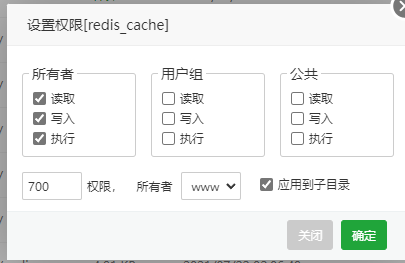 设置权限[redis_cache]
所有者 用户组 公共
读取 读取 读取
写入 写入 写入
执行 执行 执行
700 权限， 所有者 www 应用到子目录
关闭 确定